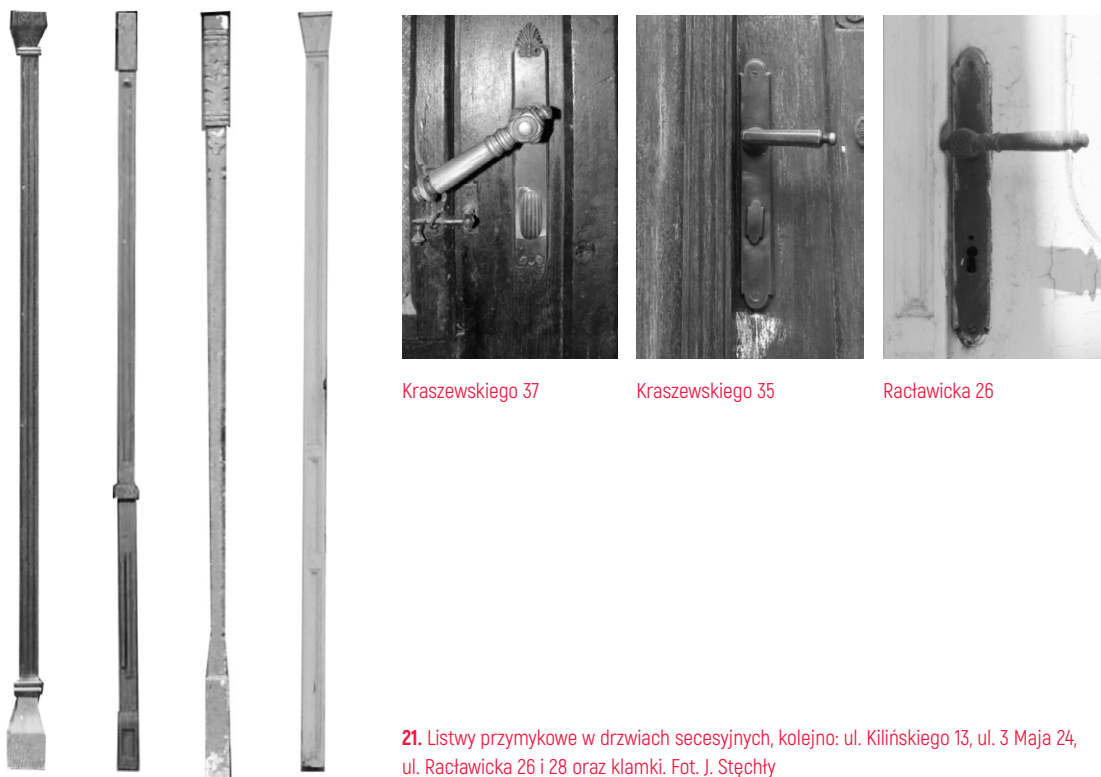 Kraszewskiego 37
Kraszewskiego 35
Racławicka 26
21. Listwy przymykowe w drzwiach secesyjnych, kolejno: ul. Kilińskiego 13, ul. 3 Maja 24,
ul. Racławicka 26 i 28 oraz klamki. Fot. J. Stęchły